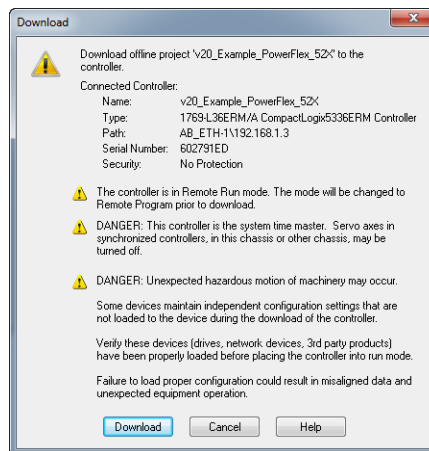 Download
x
Download offline project 'v20_Example_PowerFlex_52X' to the
controller.
Connected Controller:
Name: v20_Example_PowerFlex_52X
Type: 1769-L36ERM/A CompactLogix5336ERM Controller
Path: AB_ETH-1\192.168.1.3
Serial Number: 602791ED
Security: No Protection
The controller is in Remote Run mode. The mode will be changed to
Remote Program prior to download.
DANGER: This controller is the system time master. Servo axes in
synchronized controllers, in this chassis or other chassis, may be
turned off.
DANGER: Unexpected hazardous motion of machinery may occur.
Some devices maintain independent configuration settings that are
not loaded to the device during the download of the controller.
Verify these devices (drives, network devices, 3rd party products)
have been properly loaded before placing the controller into run mode.
Failure to load proper configuration could result in misaligned data and
unexpected equipment operation.
Download Cancel Help